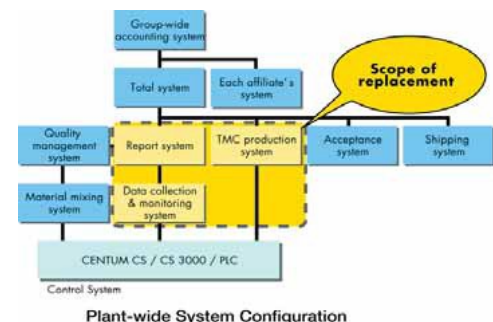 Group-wide
accounting system
Total system
Each affiliate's
system
Scope of
replacement
Quality
management
system
Report system
TMC production
system
Acceptance
system
Shipping
system
Material mixing
system
Data collection
& monitoring
system
CENTUM CS / CS 3000 / PLC
Control System
Plant-wide System Configuration